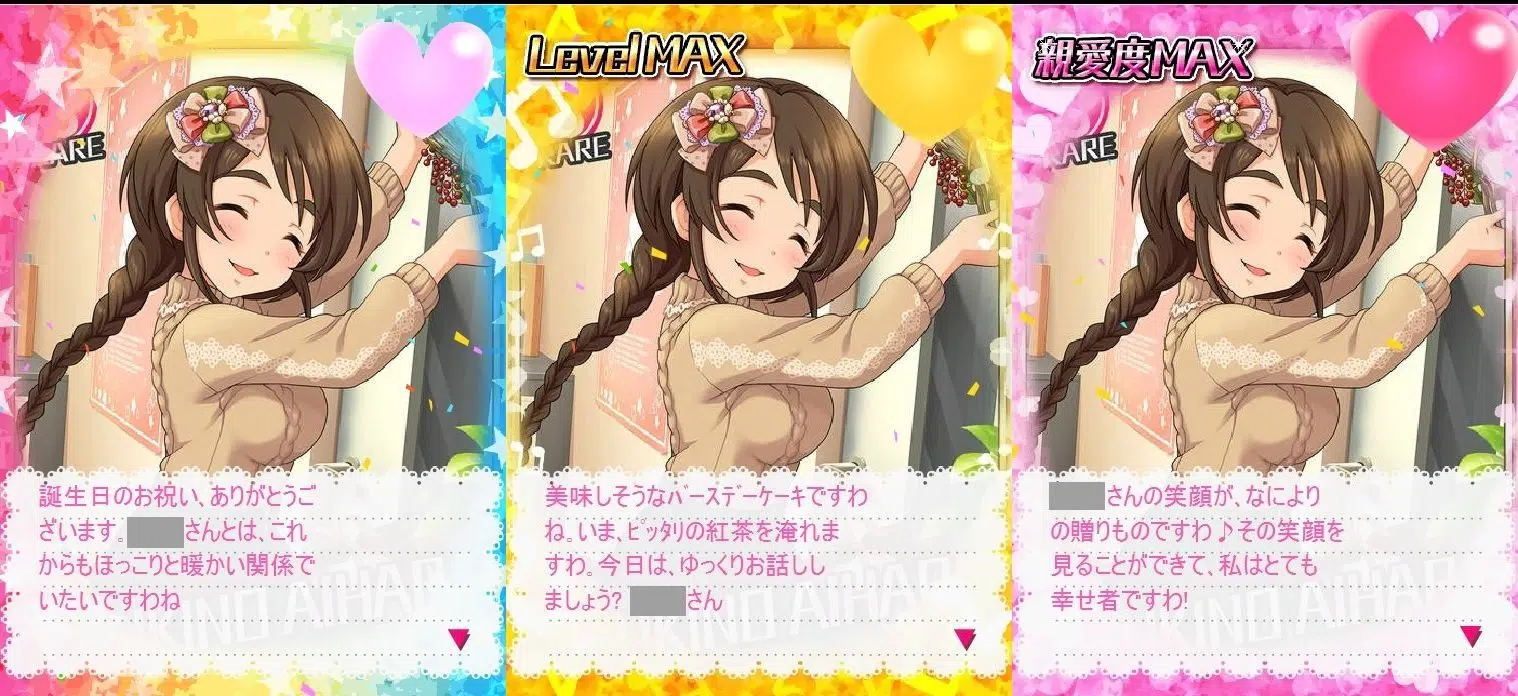 ARE
誕生日のお祝い、ありがとうご
ざいます。
さんとは、これ
からもほっこりと暖かい関係で
いたいですわね
Level MAX
ARE
美味しそうなﾊﾞｰｽﾃﾞｰｹｰｷですわ
ね。いま、ﾋﾟｯﾀﾘの紅茶を淹れま
すわ。今日は、ゆっくりお話しし
ましょう?
さん
親愛度MAX
ARE
さんの笑顔が、なにより
の贈りものですわ♪その笑顔を
見ることができて、私はとても
幸せ者ですわ!